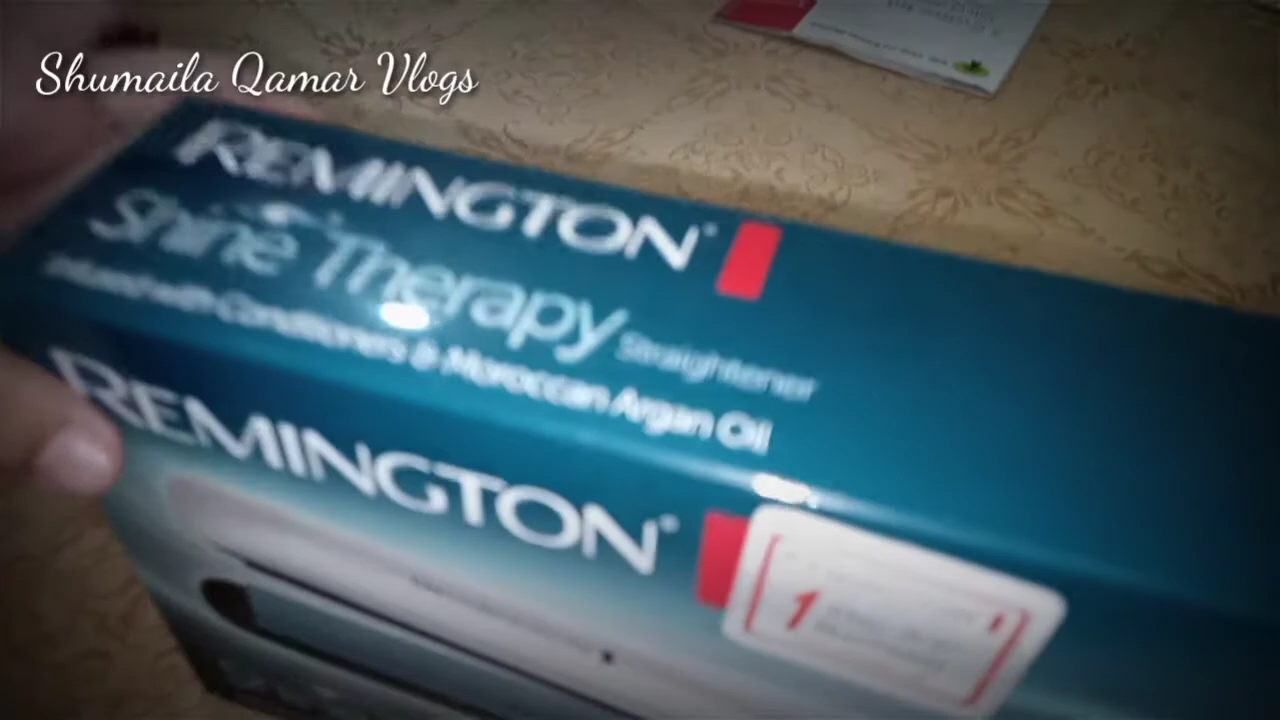 Shumaila Qamar Vlogs
REMINGTON
Shine Therapy Straightener
Infused with Conditioners & Moroccan Argan Oil
REMINGTON
1